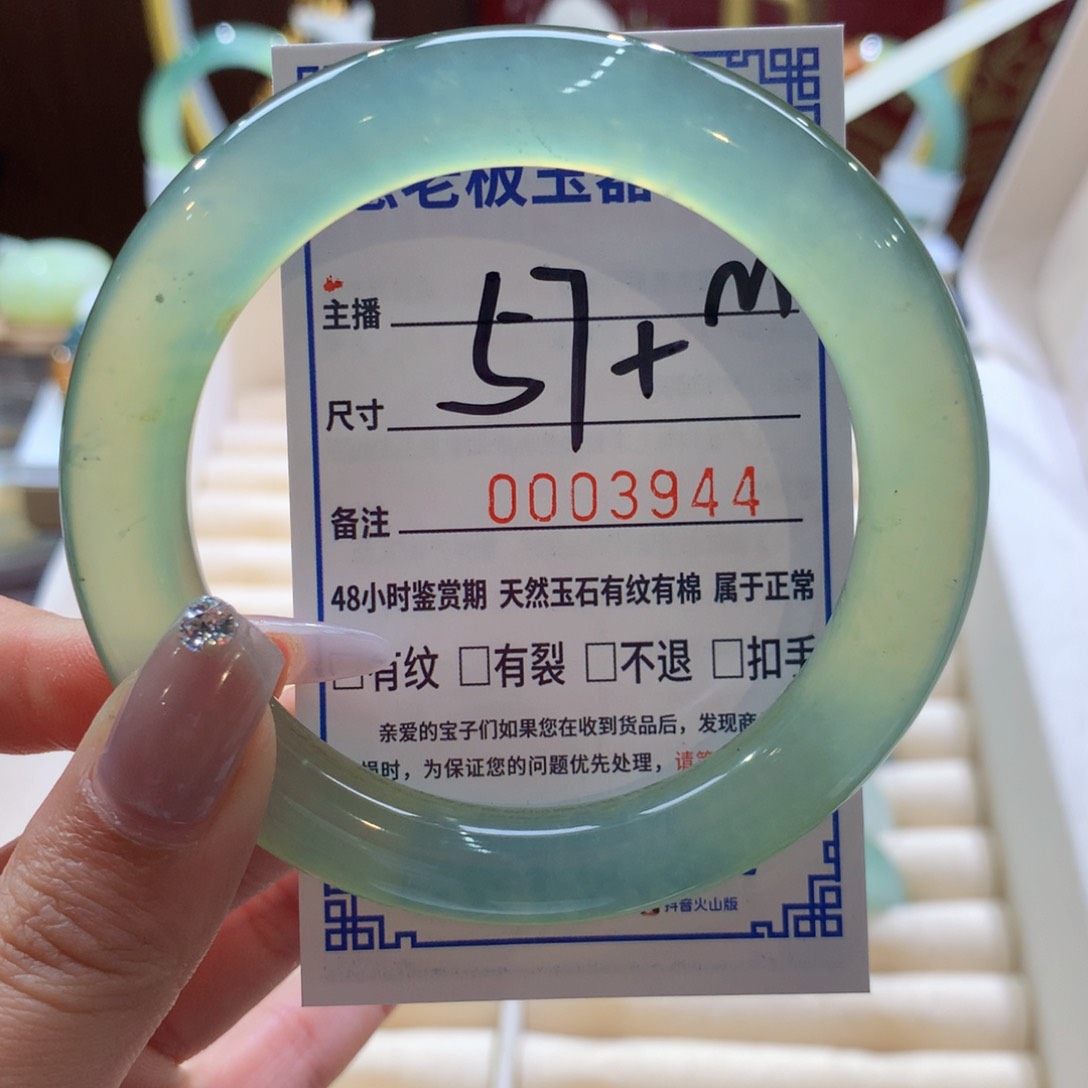 老板玉器
主播 M
尺寸 57+
备注 0003944
48小时鉴赏期 天然玉石有纹有棉 属于正常
□有纹 □有裂 □不退 □扣手
亲爱的宝子们如果您在收到货品后，发现商
损时，为保证您的问题优先处理，请
抖音火山版